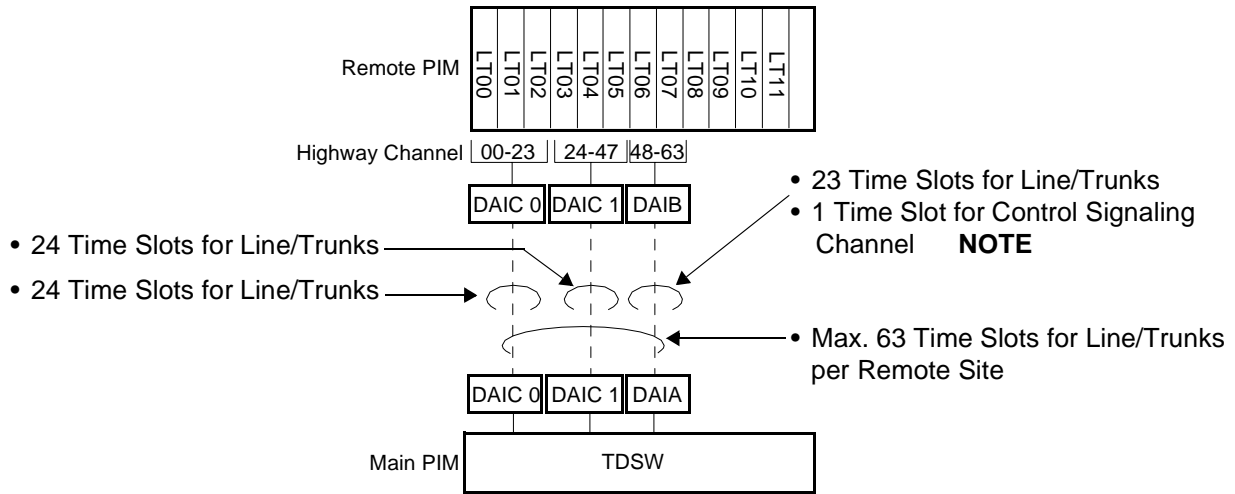 Remote PIM
LT00 LT01 LT02 LT03 LT04 LT05 LT06 LT07 LT08 LT09 LT10 LT11
Highway Channel 00-23 24-47 48-63
DAIC 0 DAIC 1 DAIB
• 23 Time Slots for Line/Trunks
• 1 Time Slot for Control Signaling
Channel NOTE
• 24 Time Slots for Line/Trunks
• 24 Time Slots for Line/Trunks
• Max. 63 Time Slots for Line/Trunks
per Remote Site
DAIC 0 DAIC 1 DAIA
Main PIM TDSW